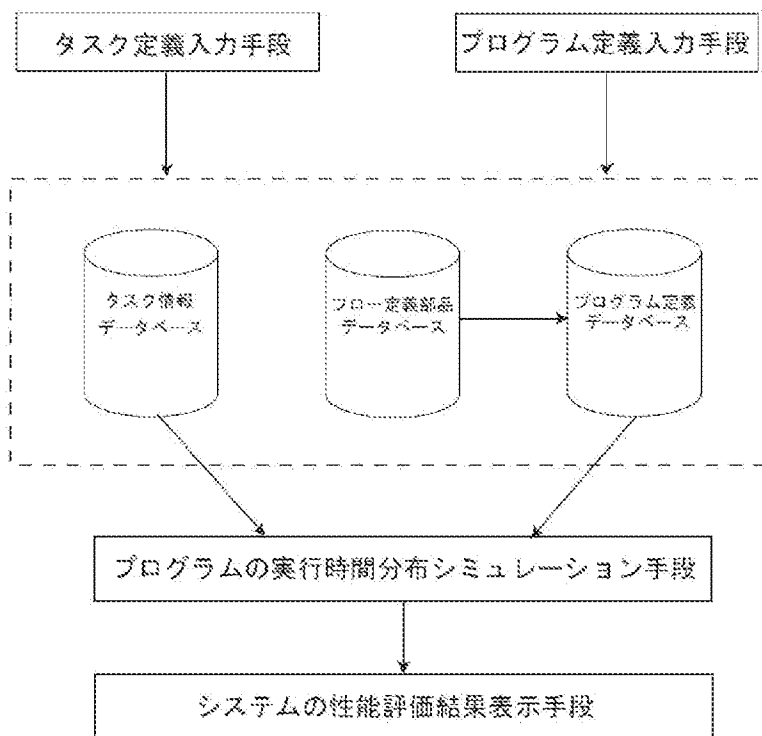 タスク定義入力手段
プログラム定義入力手段
タスク情報
データベース
フロー定義部品
データベース
プログラム定義
データベース
プログラムの実行時間分布シミュレーション手段
システムの性能評価結果表示手段